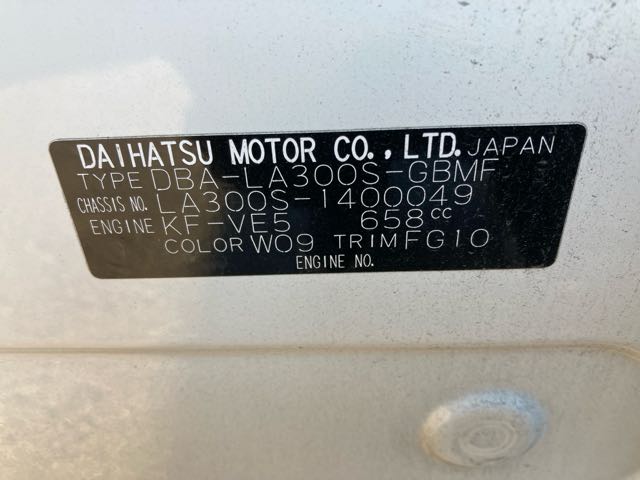 DAIHATSU MOTOR CO., LTD. JAPAN
TYPE DBA-LA300S-GBMF
CHASSIS NO. LA300S-1400049
ENGINE KF-VE5 658cc
COLOR W09 TRIM FG10
ENGINE NO.